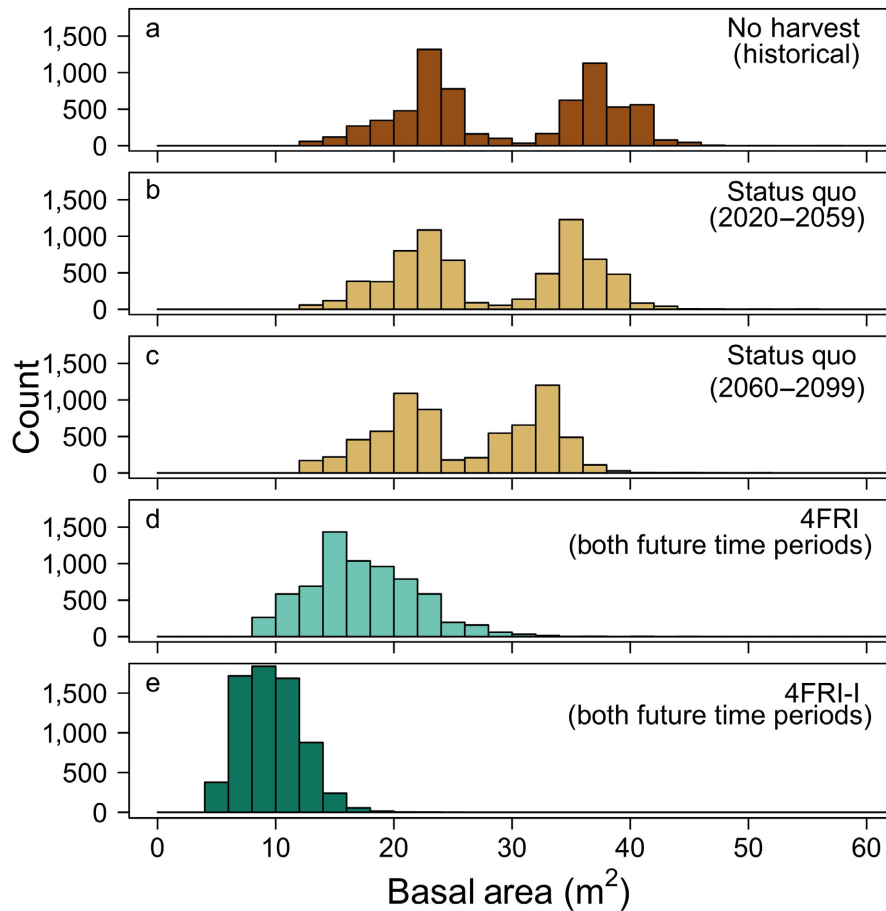 a
No harvest
(historical)
1,500
1,000
500
0
b
Status quo
(2020–2059)
1,500
1,000
500
0
c
Status quo
(2060–2099)
1,500
1,000
500
0
Count
d
4FRI
(both future time periods)
1,500
1,000
500
0
e
4FRI-I
(both future time periods)
1,500
1,000
500
0
0 10 20 30 40 50 60
Basal area (m²)